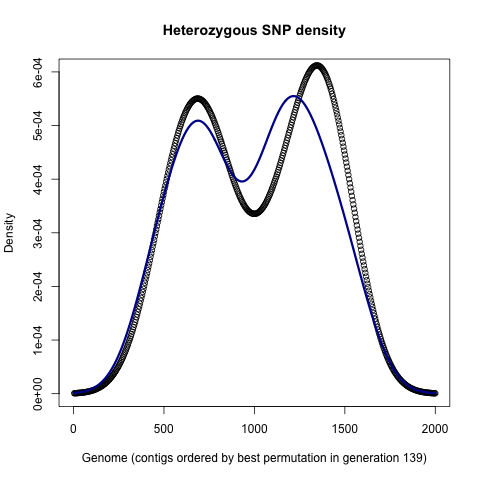 Heterozygous SNP density
6e-04
5e-04
4e-04
3e-04
2e-04
1e-04
0e+00
Density
0 500 1000 1500 2000
Genome (contigs ordered by best permutation in generation 139)